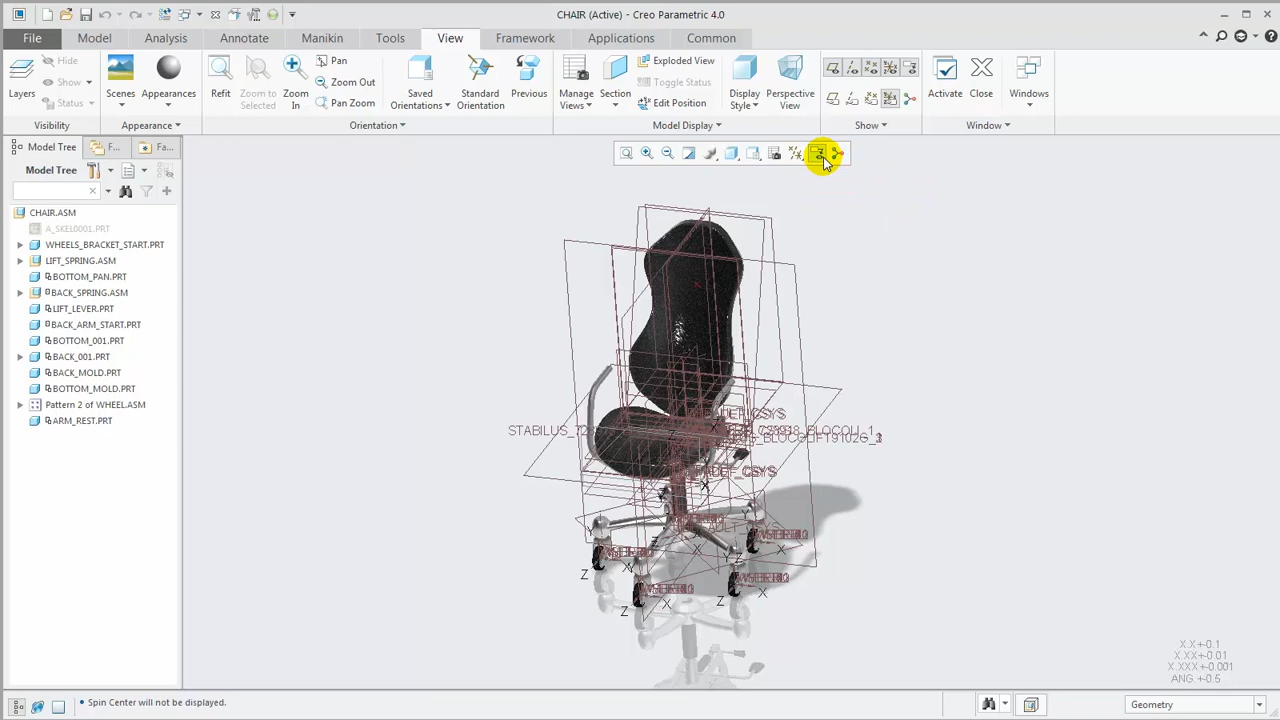 CHAIR (Active) - Creo Parametric 4.0
File Model Analysis Annotate Manikin Tools View Framework Applications Common
Hide
Show
Status
Layers
Visibility
Scenes
Appearances
Appearance
Refit
Zoom to Selected
Zoom In
Pan
Zoom Out
Pan Zoom
Saved Orientations
Standard Orientation
Previous
Orientation
Manage Views
Section
Exploded View
Toggle Status
Edit Position
Display Style
Perspective View
Model Display
Show
Activate
Close
Windows
Window
Model Tree
F...
Fa...
Model Tree
CHAIR.ASM
A_SKEL0001.PRT
WHEELS_BRACKET_START.PRT
LIFT_SPRING.ASM
BOTTOM_PAN.PRT
BACK_SPRING.ASM
LIFT_LEVER.PRT
BACK_ARM_START.PRT
BOTTOM_001.PRT
BACK_001.PRT
BACK_MOLD.PRT
BOTTOM_MOLD.PRT
Pattern 2 of WHEEL.ASM
ARM_REST.PRT
X.X+-0.1
X.XX+-0.01
X.XXX+-0.001
ANG.+-0.5
• Spin Center will not be displayed.
Geometry